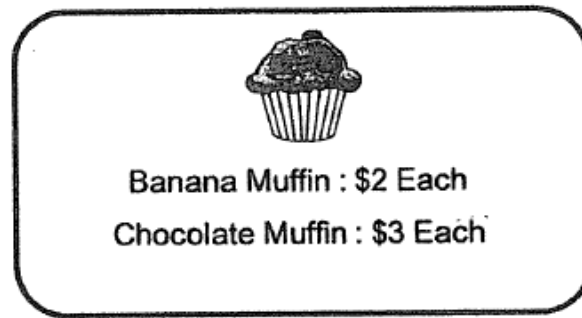 Banana Muffin : $2 Each
Chocolate Muffin : $3 Each